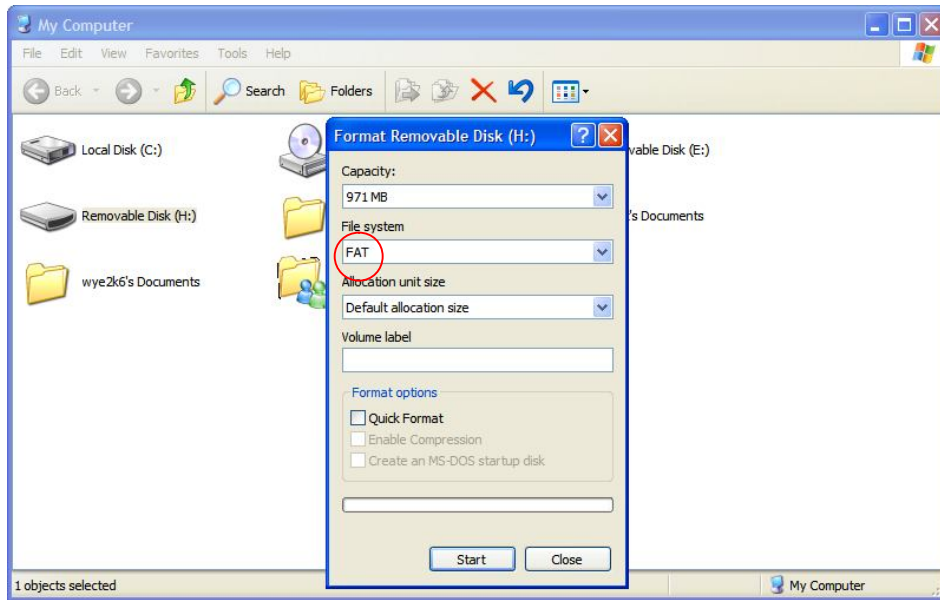 My Computer
File Edit View Favorites Tools Help
Back Search Folders
Format Removable Disk (H:)
Local Disk (C:)
vable Disk (E:)
Capacity:
971 MB
Removable Disk (H:)
's Documents
File system
FAT
wye2k6's Documents
Allocation unit size
Default allocation size
Volume label
Format options
Quick Format
Enable Compression
Create an MS-DOS startup disk
Start Close
1 objects selected
My Computer